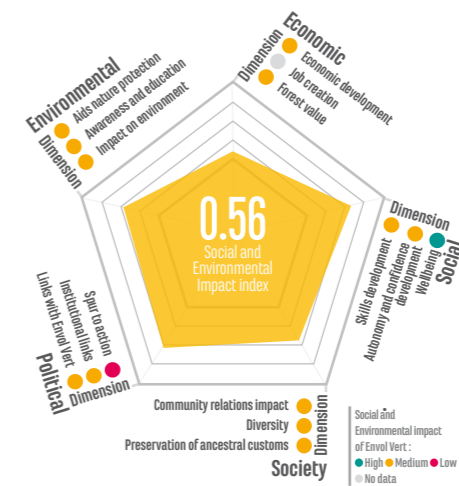 Economic
Dimension
Economic development
Job creation
Forest value
Environmental
Dimension
Aids nature protection
Awareness and education
Impact on environment
0.56
Social and
Environmental
Impact index
Dimension
Social
Skills development
Autonomy and confidence
development
Wellbeing
Political
Dimension
Links with Envol Vert
Institutional links
Spur to action
Community relations impact
Diversity
Preservation of ancestral customs
Dimension
Society
Social and
Environmental impact
of Envol Vert :
High Medium Low
No data